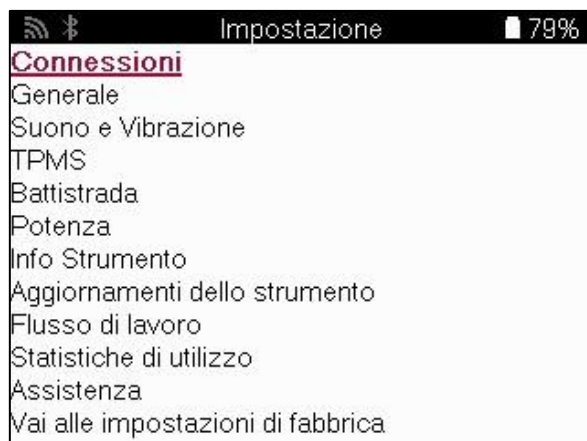 Impostazione 79%
Connessioni
Generale
Suono e Vibrazione
TPMS
Battistrada
Potenza
Info Strumento
Aggiornamenti dello strumento
Flusso di lavoro
Statistiche di utilizzo
Assistenza
Vai alle impostazioni di fabbrica